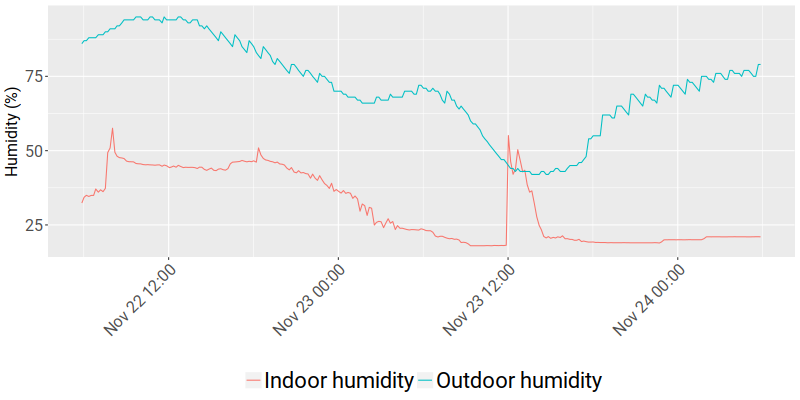 Humidity (%)
75
50
25
Nov 22 12:00
Nov 23 00:00
Nov 23 12:00
Nov 24 00:00
Indoor humidity
Outdoor humidity